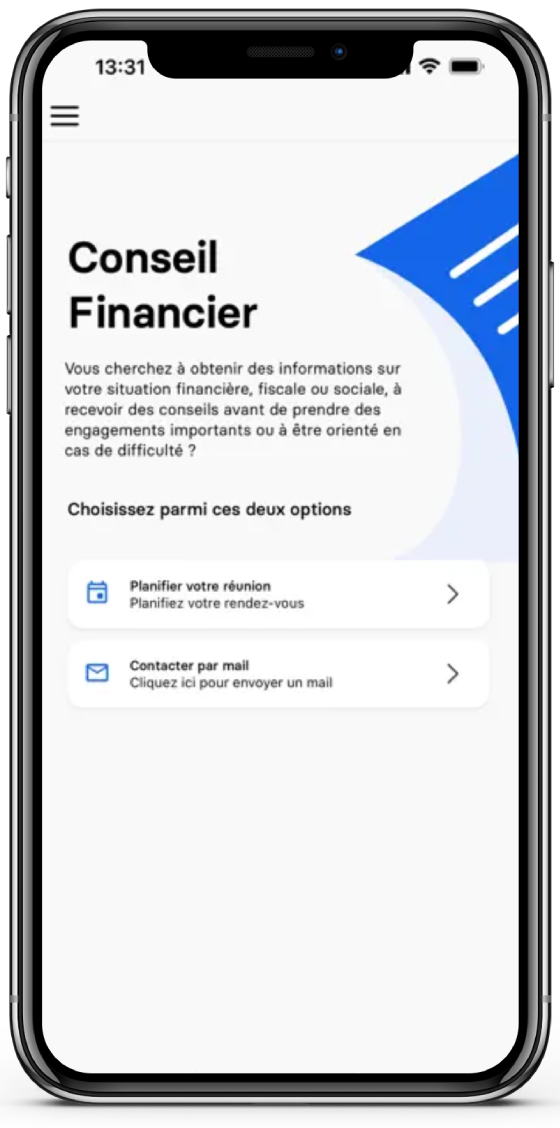 13:31
Conseil
Financier
Vous cherchez à obtenir des informations sur
votre situation financière, fiscale ou sociale, à
recevoir des conseils avant de prendre des
engagements importants ou à être orienté en
cas de difficulté ?
Choisissez parmi ces deux options
Planifier votre réunion
Planifiez votre rendez-vous
Contacter par mail
Cliquez ici pour envoyer un mail